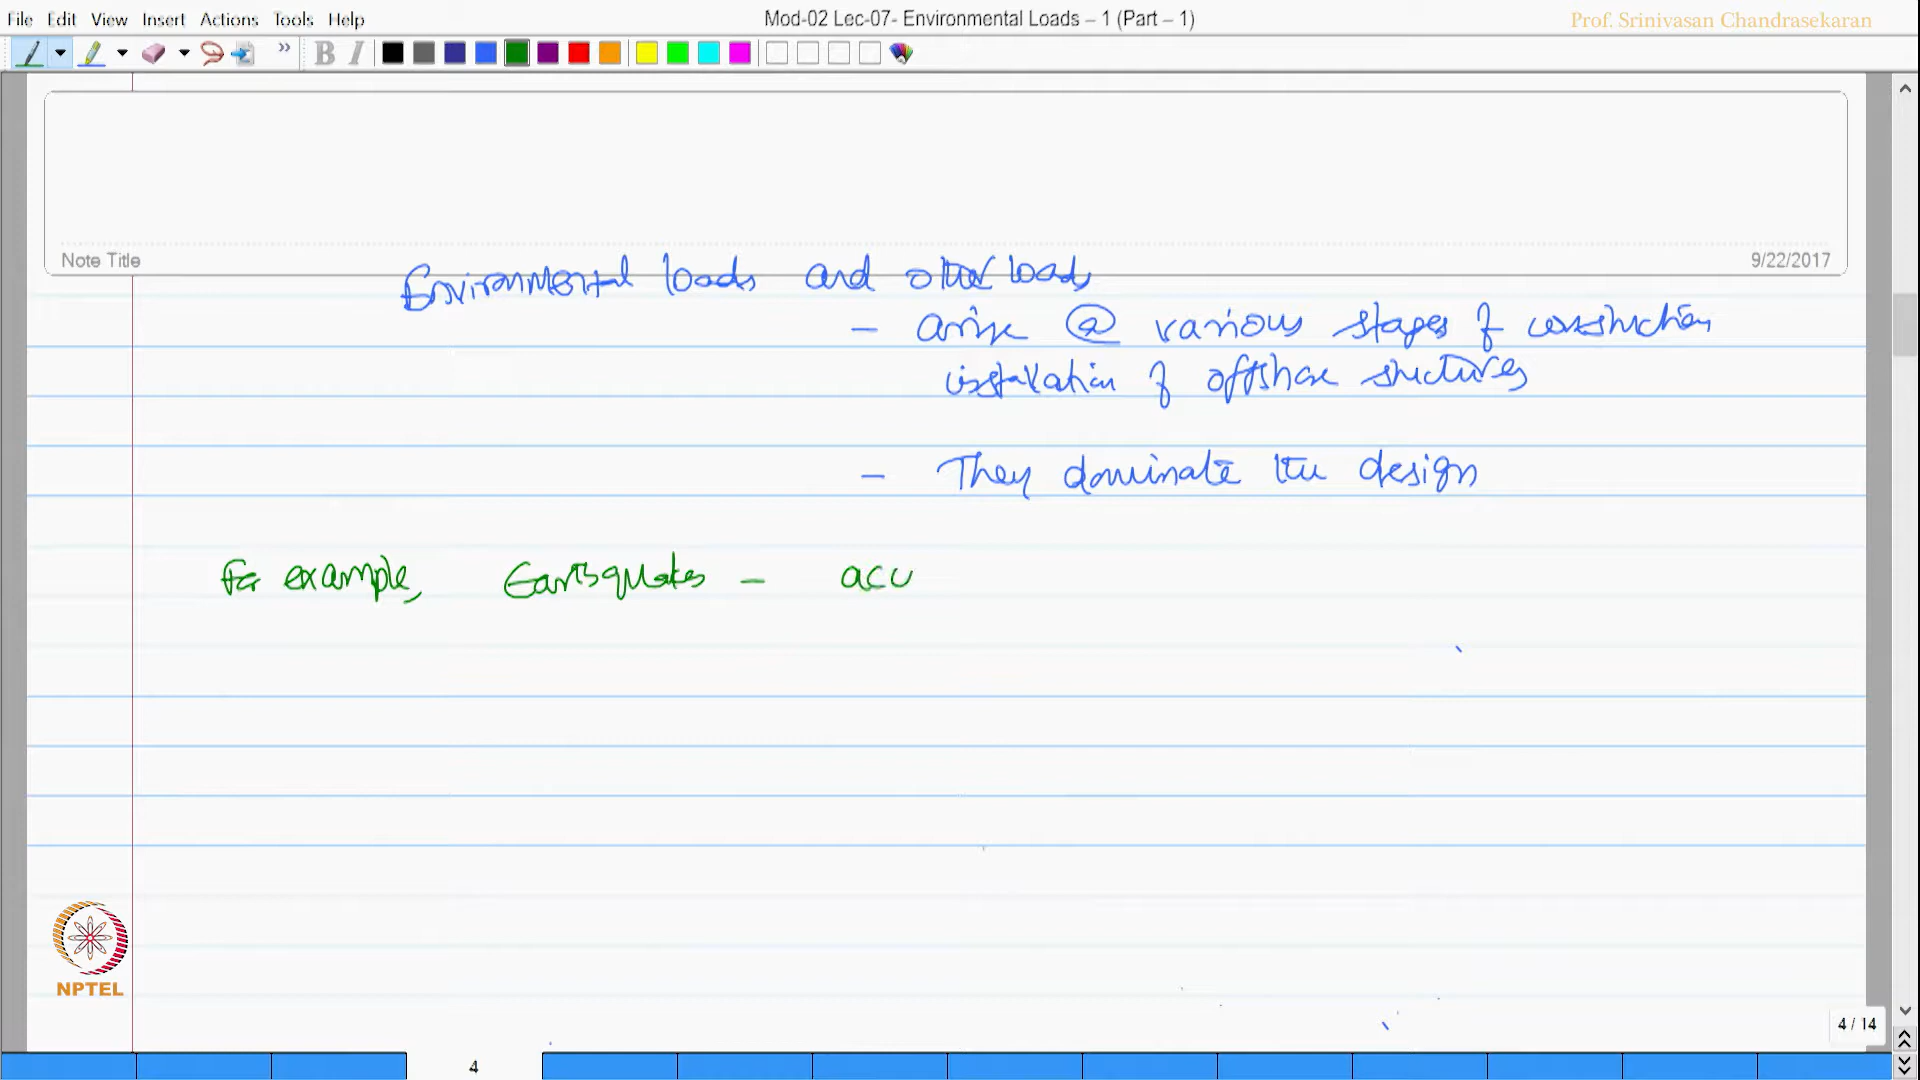 File Edit View Insert Actions Tools Help
Mod-02 Lec-07- Environmental Loads – 1 (Part – 1)
Prof. Srinivasan Chandrasekaran
B I
Note Title
9/22/2017
Environmental loads and other loads
- arise @ various stages of construction
installation of offshore structures
- They dominate the design
For example, Earthquakes - accu
NPTEL
4 / 14
4